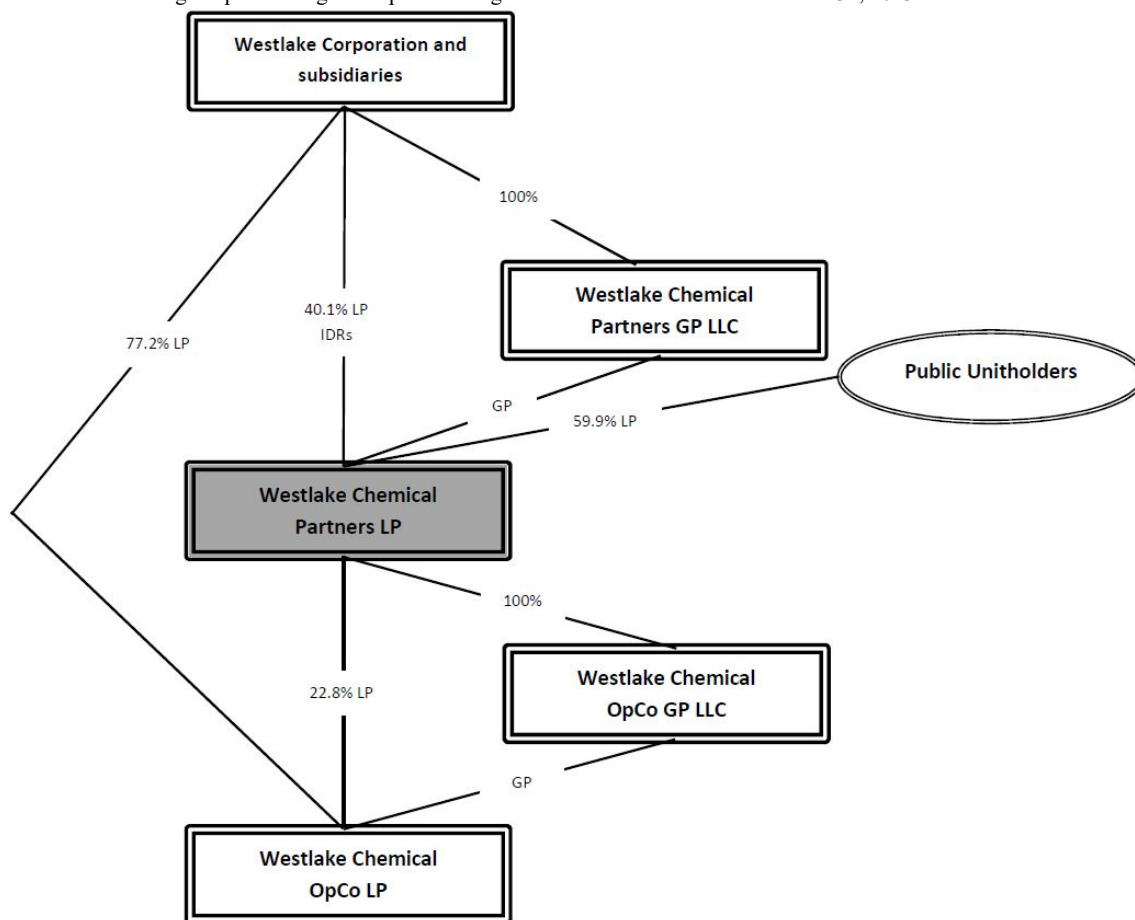 Westlake Corporation and
subsidiaries
100%
40.1% LP
IDRs
77.2% LP
Westlake Chemical
Partners GP LLC
Public Unitholders
GP
59.9% LP
Westlake Chemical
Partners LP
100%
22.8% LP
Westlake Chemical
OpCo GP LLC
GP
Westlake Chemical
OpCo LP